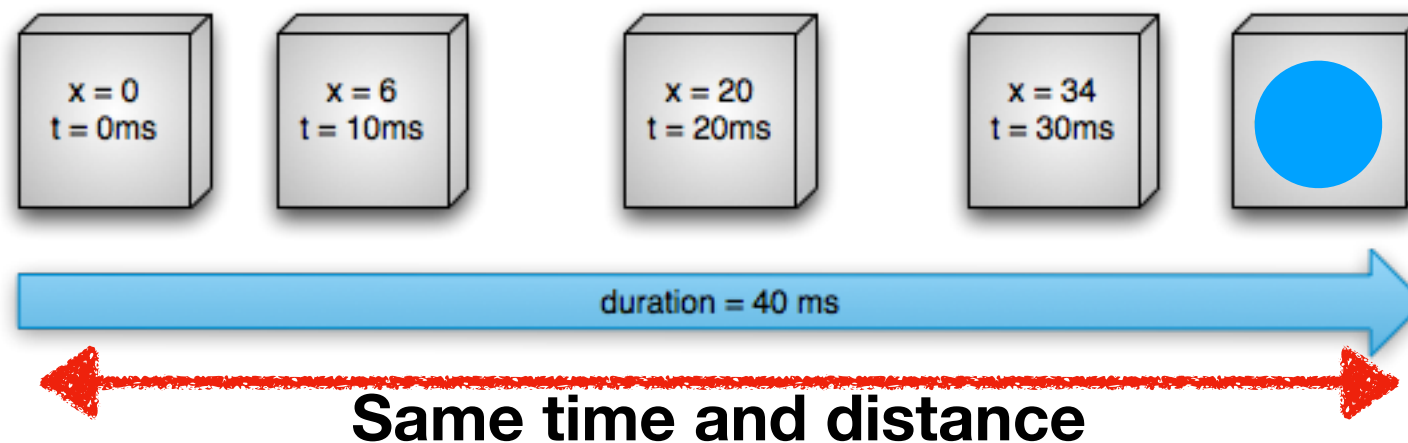 x = 0
t = 0ms
x = 6
t = 10ms
x = 20
t = 20ms
x = 34
t = 30ms
duration = 40 ms
Same time and distance